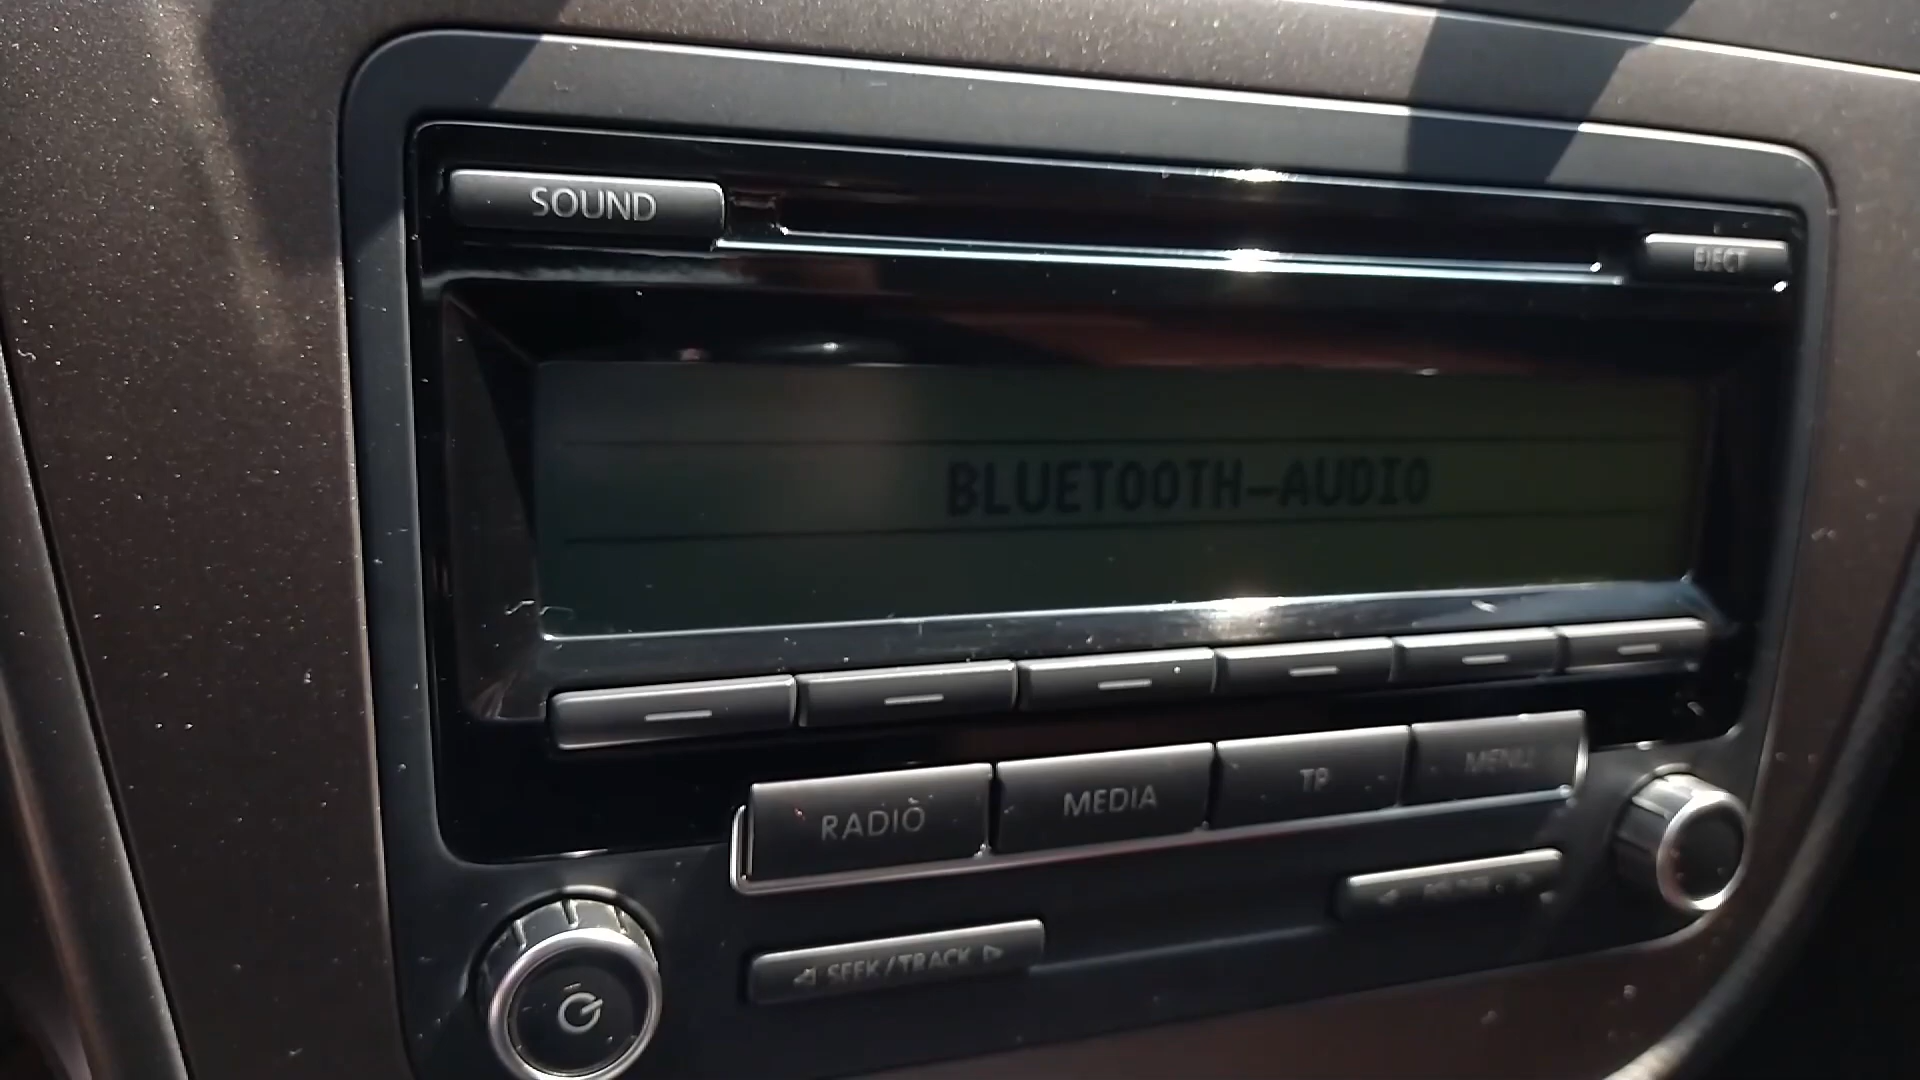 SOUND
EJECT
BLUETOOTH-AUDIO
RADIO
MEDIA
TP
MENU
SEEK/TRACK